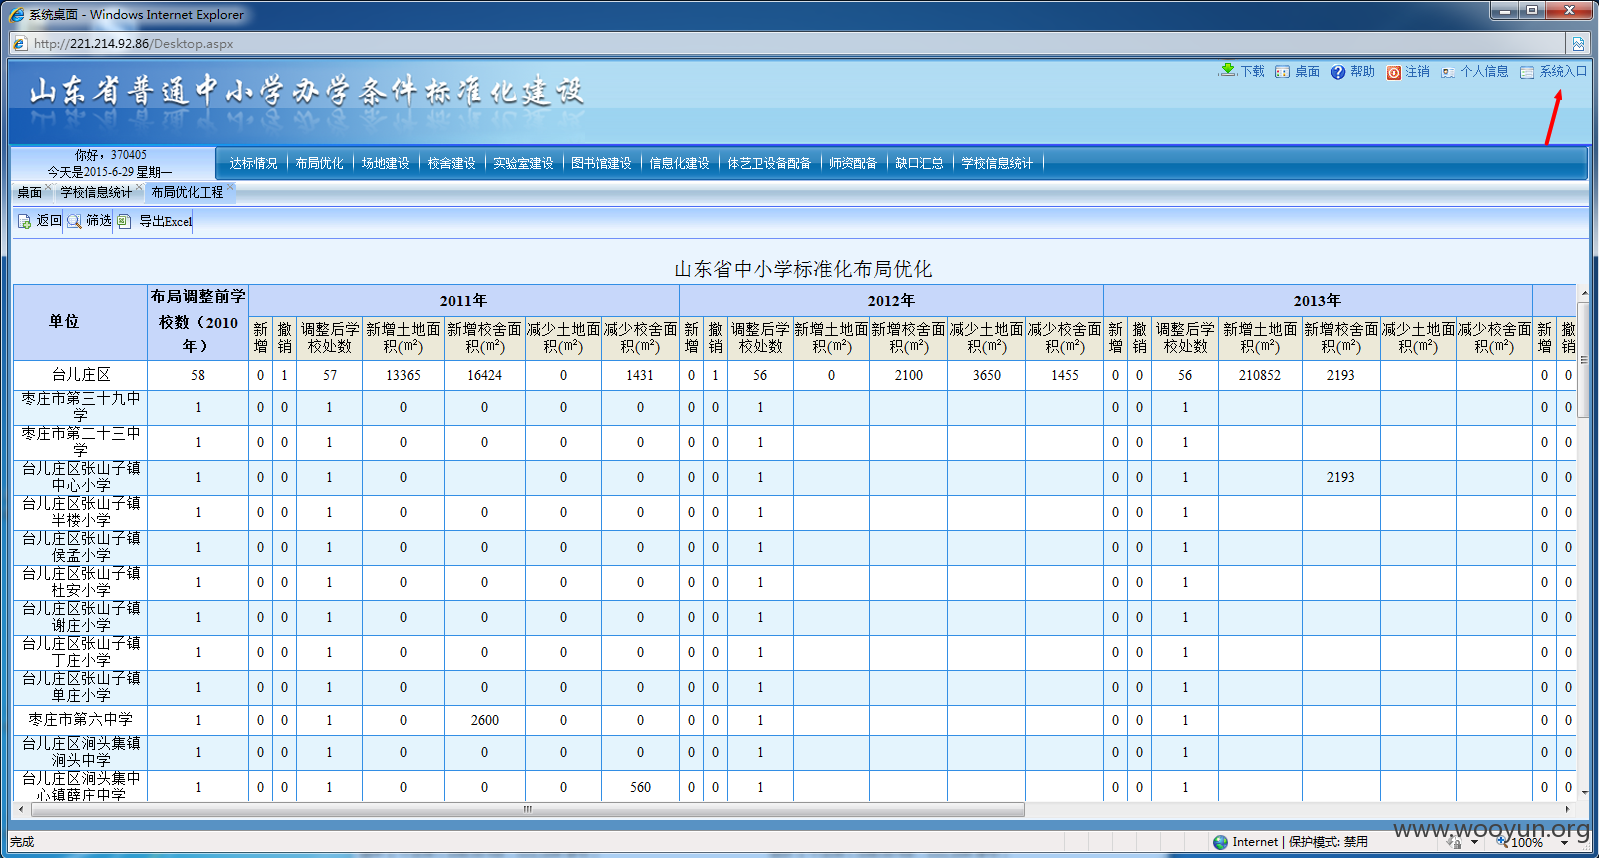 系统桌面 - Windows Internet Explorer
http://221.214.92.86/Desktop.aspx
下载 桌面 帮助 注销 个人信息 系统入口
山东省普通中小学办学条件标准化建设
你好，370405
今天是2015-6-29 星期一
达标情况 布局优化 场地建设 校舍建设 实验室建设 图书馆建设 信息化建设 体艺卫设备配备 师资配备 缺口汇总 学校信息统计
桌面 学校信息统计 布局优化工程
返回 筛选 导出Excel
山东省中小学标准化布局优化
单位 布局调整前学校数（2010年） 2011年 2012年 2013年
新增 撤销 调整后学校处数 新增土地面积(m²) 新增校舍面积(m²) 减少土地面积(m²) 减少校舍面积(m²) 新增 撤销 调整后学校处数 新增土地面积(m²) 新增校舍面积(m²) 减少土地面积(m²) 减少校舍面积(m²) 新增 撤销 调整后学校处数 新增土地面积(m²) 新增校舍面积(m²) 减少土地面积(m²) 减少校舍面积(m²) 新增 撤销
台儿庄区 58 0 1 57 13365 16424 0 1431 0 1 56 0 2100 3650 1455 0 0 56 210852 2193 0 0
枣庄市第三十九中学 1 0 0 1 0 0 0 0 0 0 1 0 0 1 0 0
枣庄市第二十三中学 1 0 0 1 0 0 0 0 0 0 1 0 0 1 0 0
台儿庄区张山子镇中心小学 1 0 0 1 0 0 0 0 0 1 0 0 1 2193 0 0
台儿庄区张山子镇半楼小学 1 0 0 1 0 0 0 0 0 0 1 0 0 1 0 0
台儿庄区张山子镇侯孟小学 1 0 0 1 0 0 0 0 0 0 1 0 0 1 0 0
台儿庄区张山子镇杜安小学 1 0 0 1 0 0 0 0 0 0 1 0 0 1 0 0
台儿庄区张山子镇谢庄小学 1 0 0 1 0 0 0 0 0 0 1 0 0 1 0 0
台儿庄区张山子镇丁庄小学 1 0 0 1 0 0 0 0 0 0 1 0 0 1 0 0
台儿庄区张山子镇单庄小学 1 0 0 1 0 0 0 0 0 0 1 0 0 1 0 0
枣庄市第六中学 1 0 0 1 0 2600 0 0 0 0 1 0 0 1 0 0
台儿庄区涧头集镇涧头中学 1 0 0 1 0 0 0 0 0 0 1 0 0 1 0 0
台儿庄区涧头集中心镇薛庄中学 1 0 0 1 0 0 0 560 0 0 1 0 0 1 0 0
www.wooyun.org
完成 Internet | 保护模式: 禁用 100%